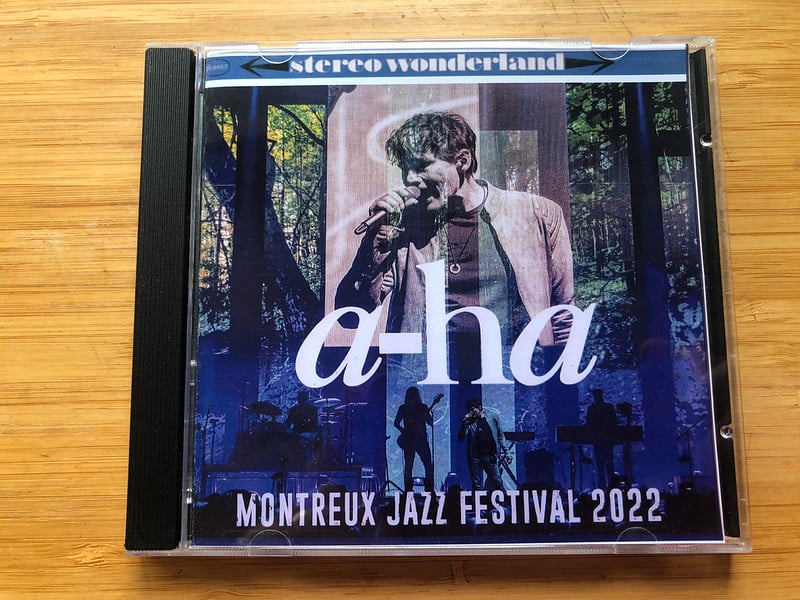 stereo wonderland
a-ha
MONTREUX JAZZ FESTIVAL 2022